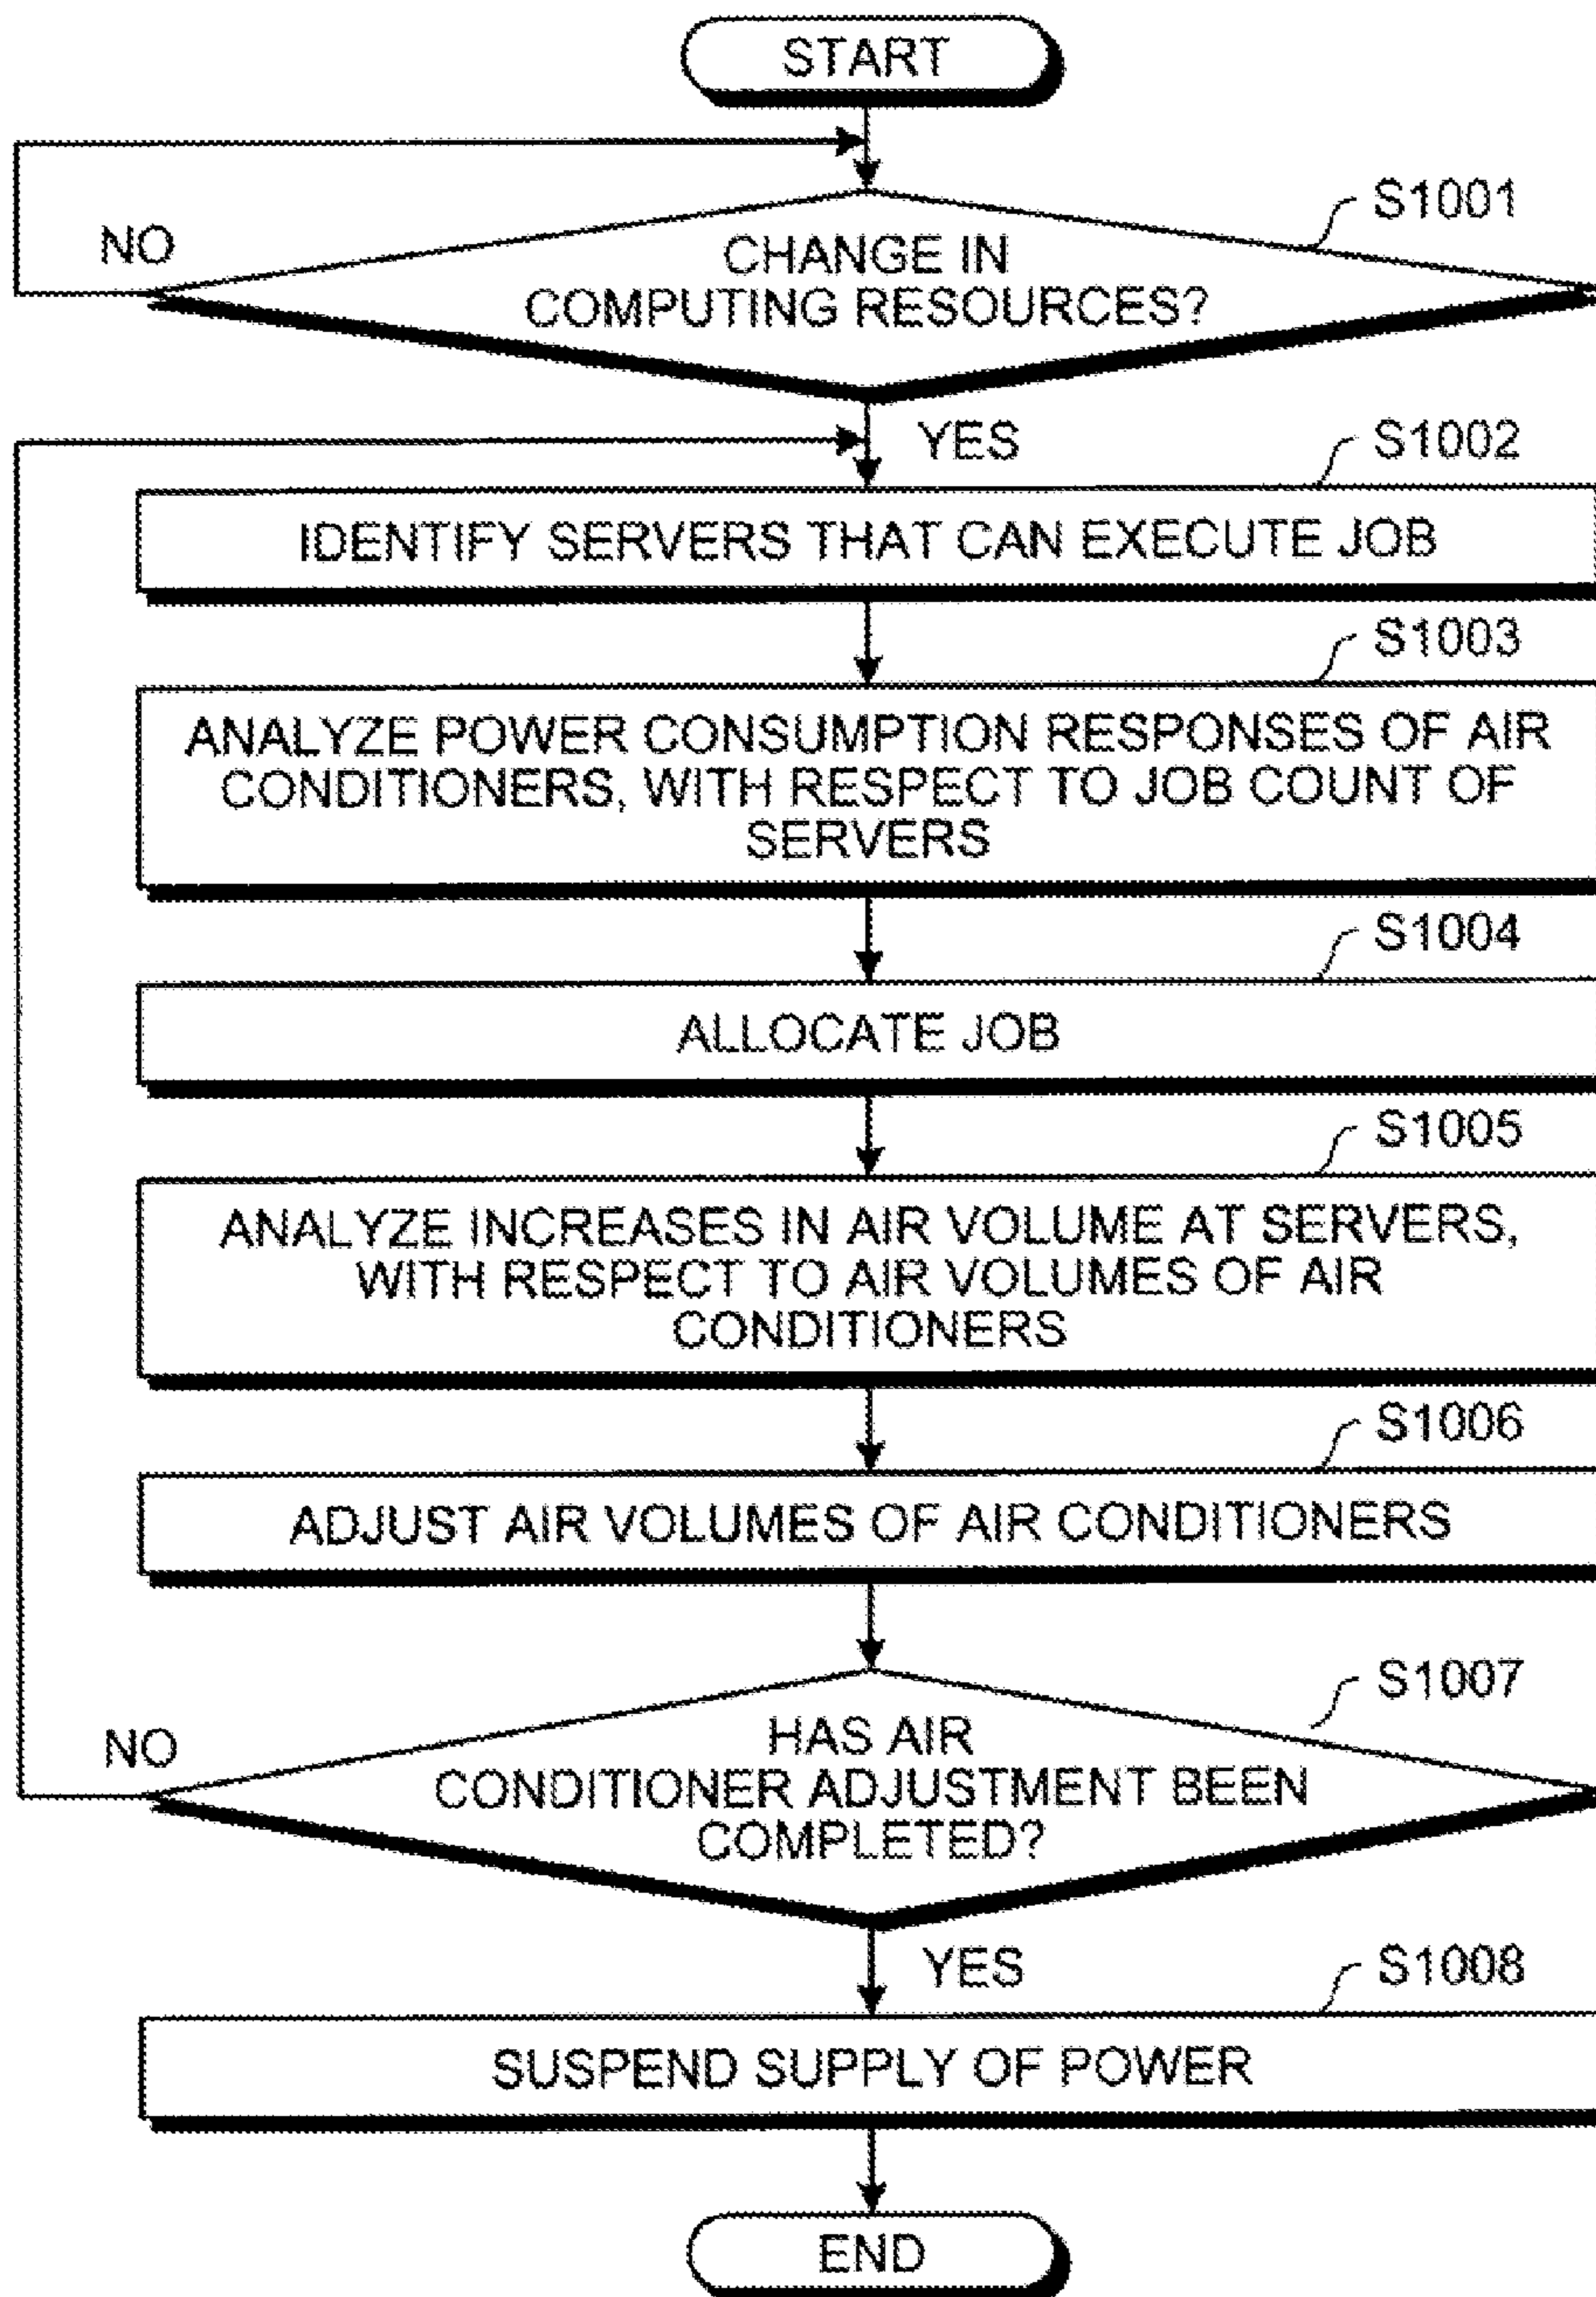 START
S1001
NO
CHANGE IN
COMPUTING RESOURCES?
YES
S1002
IDENTIFY SERVERS THAT CAN EXECUTE JOB
S1003
ANALYZE POWER CONSUMPTION RESPONSES OF AIR
CONDITIONERS, WITH RESPECT TO JOB COUNT OF
SERVERS
S1004
ALLOCATE JOB
S1005
ANALYZE INCREASES IN AIR VOLUME AT SERVERS,
WITH RESPECT TO AIR VOLUMES OF AIR
CONDITIONERS
S1006
ADJUST AIR VOLUMES OF AIR CONDITIONERS
S1007
NO
HAS AIR
CONDITIONER ADJUSTMENT BEEN
COMPLETED?
YES
S1008
SUSPEND SUPPLY OF POWER
END